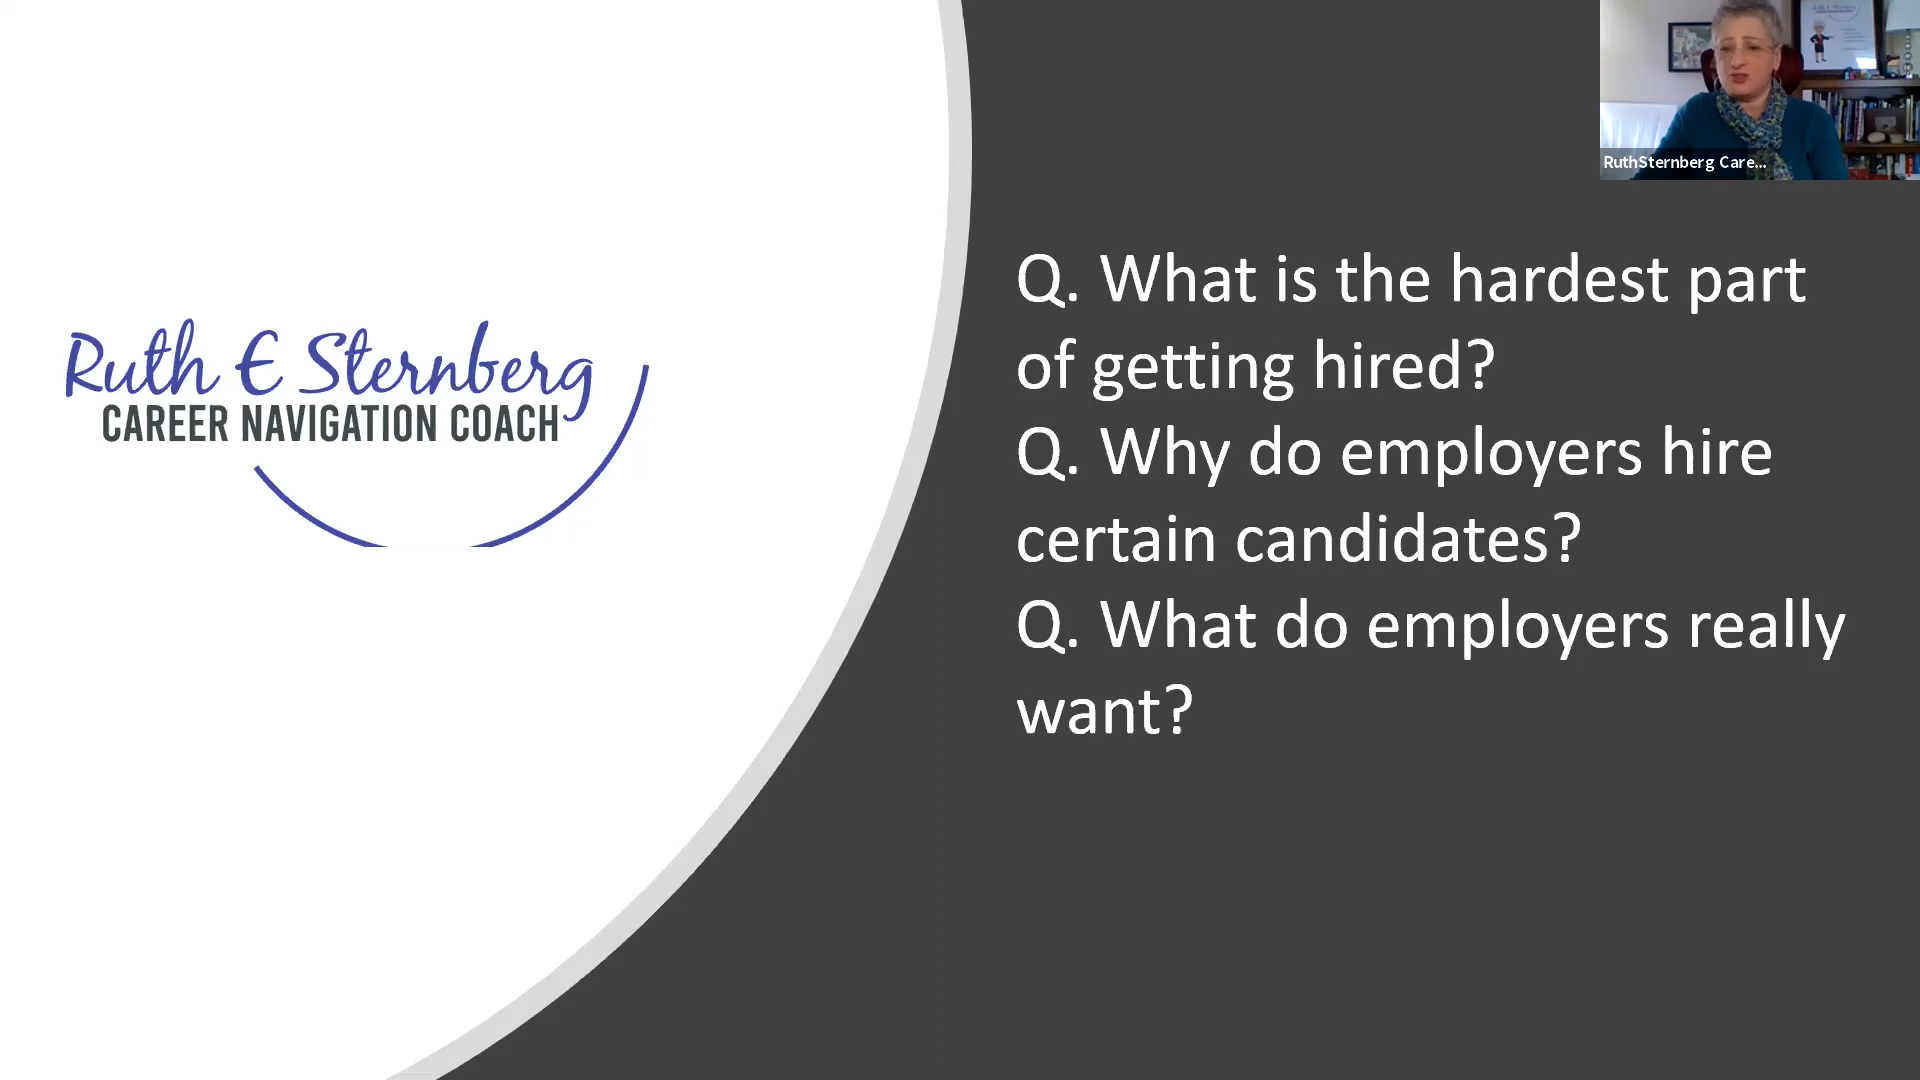 RuthSternberg Care...
Ruth E Sternberg
CAREER NAVIGATION COACH
Q. What is the hardest part
of getting hired?
Q. Why do employers hire
certain candidates?
Q. What do employers really
want?